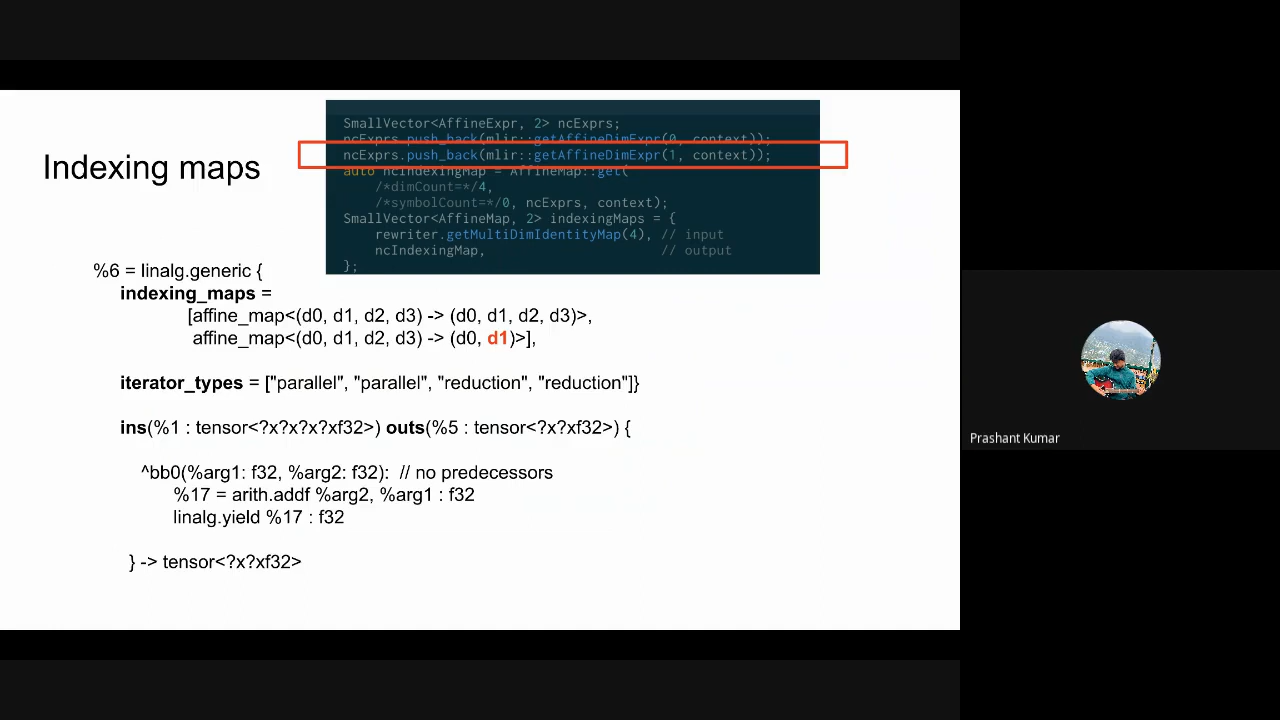 SmallVector<AffineExpr, 2> ncExprs;
ncExprs.push_back(mlir::getAffineDimExpr(0, context));
ncExprs.push_back(mlir::getAffineDimExpr(1, context));
auto ncIndexingMap = AffineMap::get(
/*dimCount=*/4,
/*symbolCount=*/0, ncExprs, context);
SmallVector<AffineMap, 2> indexingMaps = {
rewriter.getMultiDimIdentityMap(4), // input
ncIndexingMap, // output
};
Indexing maps
%6 = linalg.generic {
indexing_maps =
[affine_map<(d0, d1, d2, d3) -> (d0, d1, d2, d3)>,
affine_map<(d0, d1, d2, d3) -> (d0, d1)>],
iterator_types = ["parallel", "parallel", "reduction", "reduction"]}
ins(%1 : tensor<?x?x?x?xf32>) outs(%5 : tensor<?x?xf32>) {
^bb0(%arg1: f32, %arg2: f32): // no predecessors
%17 = arith.addf %arg2, %arg1 : f32
linalg.yield %17 : f32
} -> tensor<?x?xf32>
Prashant Kumar